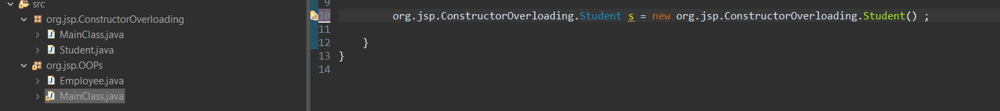 src
org.jsp.ConstructorOverloading
MainClass.java
Student.java
org.jsp.OOPs
Employee.java
MainClass.java
9
10 org.jsp.ConstructorOverloading.Student s = new org.jsp.ConstructorOverloading.Student() ;
11
12 }
13 }
14